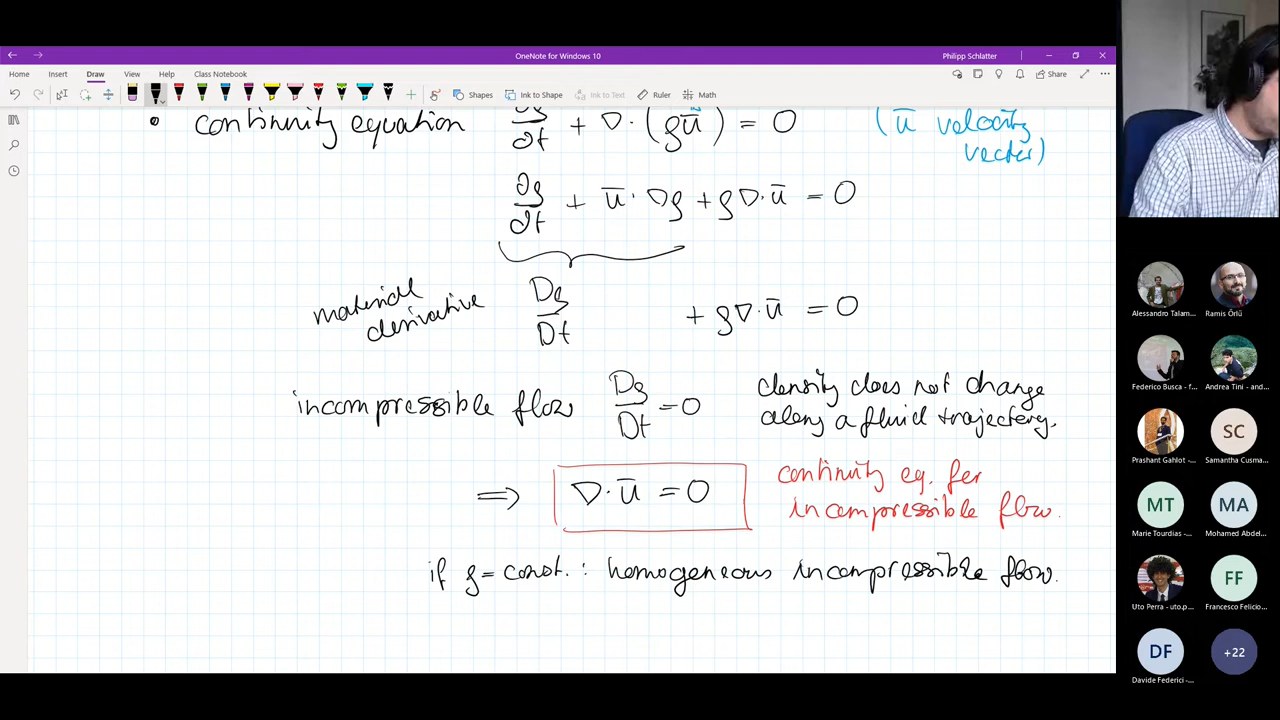 OneNote for Windows 10
Philipp Schlatter
Home Insert Draw View Help Class Notebook
Share
Shapes Ink to Shape Ink to Text Ruler Math
• continuity equation ∂ρ/∂t + ∇·(ρū) = 0 (ū velocity
vector)
∂ρ/∂t + ū·∇ρ + ρ∇·ū = 0
material
derivative Dρ/Dt + ρ∇·ū = 0
incompressible flow Dρ/Dt = 0 density does not change
along a fluid trajectory.
⇒ ∇·ū = 0 continuity eq. for
incompressible flow.
if ρ = const. : homogeneous incompressible flow.
Alessandro Talam... Ramis Örlü
Federico Busca - f... Andrea Tini - and...
SC
Prashant Gahlot -... Samantha Cusma...
MT MA
Marie Tourdias -... Mohamed Abdel...
FF
Uto Perra - uto.p... Francesco Felicio...
DF +22
Davide Federici -...